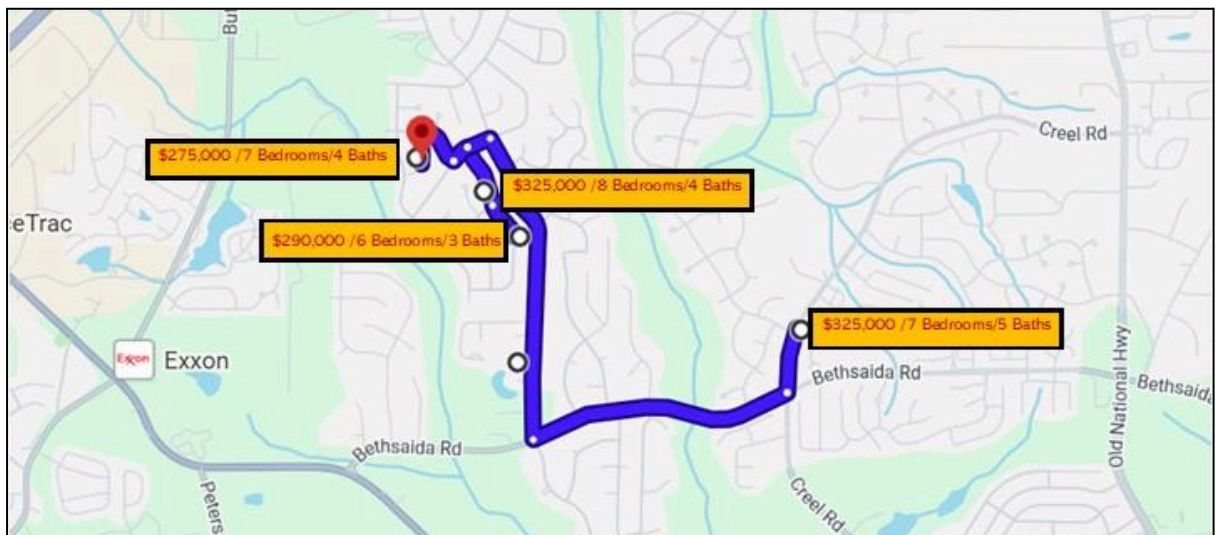 Bu
Creel Rd
$275,000 /7 Bedrooms/4 Baths
$325,000 /8 Bedrooms/4 Baths
eTrac
$290,000 /6 Bedrooms/3 Baths
$325,000 /7 Bedrooms/5 Baths
Exxon
Exxon
Bethsaida Rd
Bethsaida
Old National Hwy
Bethsaida Rd
Peters
Creel Rd